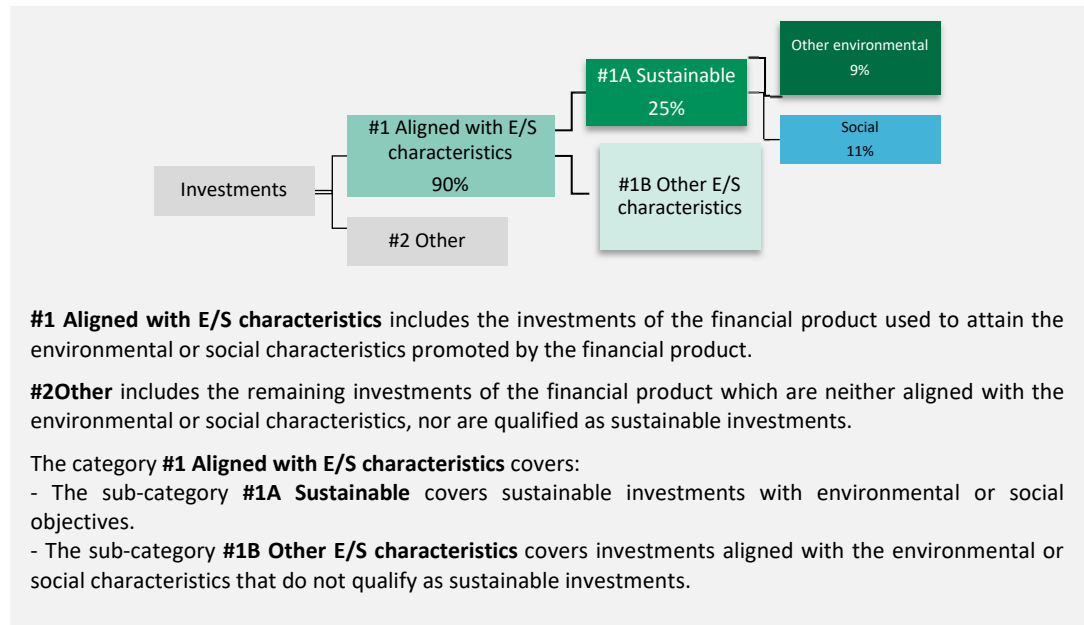 Other environmental
9%
#1A Sustainable
25%
Social
11%
#1 Aligned with E/S
characteristics
90%
#1B Other E/S
characteristics
Investments
#2 Other
#1 Aligned with E/S characteristics includes the investments of the financial product used to attain the
environmental or social characteristics promoted by the financial product.
#2Other includes the remaining investments of the financial product which are neither aligned with the
environmental or social characteristics, nor are qualified as sustainable investments.
The category #1 Aligned with E/S characteristics covers:
- The sub-category #1A Sustainable covers sustainable investments with environmental or social
objectives.
- The sub-category #1B Other E/S characteristics covers investments aligned with the environmental or
social characteristics that do not qualify as sustainable investments.